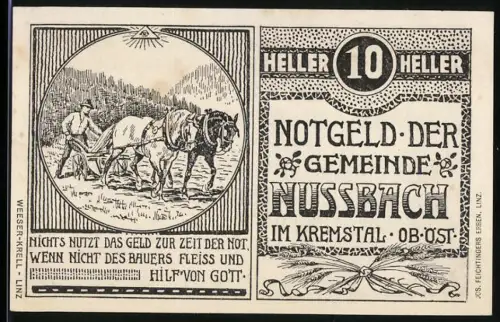 WEESER-KRELL - LINZ
NICHTS NUTZT DAS GELD ZUR ZEIT DER NOT,
WENN NICHT DES BAUERS FLEISS UND
HILF VON GOTT.
HELLER 10 HELLER
NOTGELD · DER
GEMEINDE
NUSSBACH
IM KREMSTAL · OB·ÖST·
JOS. FEICHTINGERS ERBEN, LINZ.